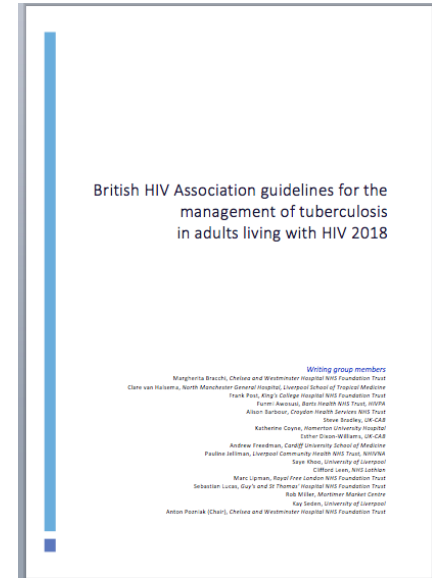 British HIV Association guidelines for the
management of tuberculosis
in adults living with HIV 2018
Writing group members
Margherita Bracchi, Chelsea and Westminster Hospital NHS Foundation Trust
Clare van Halsema, North Manchester General Hospital, Liverpool School of Tropical Medicine
Frank Post, King's College Hospital NHS Foundation Trust
Funmi Awosusi, Barts Health NHS Trust, HIVPA
Alison Barbour, Croydon Health Services NHS Trust
Steve Bradley, UK-CAB
Katherine Coyne, Homerton University Hospital
Esther Dixon-Williams, UK-CAB
Andrew Freedman, Cardiff University School of Medicine
Pauline Jelliman, Liverpool Community Health NHS Trust, NHIVNA
Saye Khoo, University of Liverpool
Clifford Leen, NHS Lothian
Marc Lipman, Royal Free London NHS Foundation Trust
Sebastian Lucas, Guy's and St Thomas' Hospital NHS Foundation Trust
Rob Miller, Mortimer Market Centre
Kay Seden, University of Liverpool
Anton Pozniak (Chair), Chelsea and Westminster Hospital NHS Foundation Trust